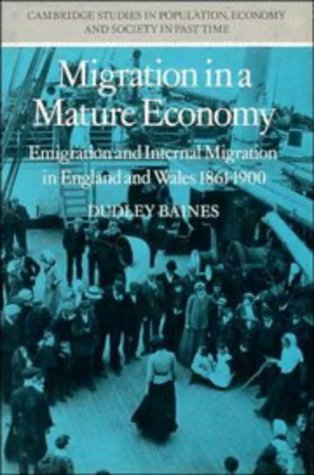 CAMBRIDGE STUDIES IN POPULATION, ECONOMY
AND SOCIETY IN PAST TIME
Migration in a
Mature Economy
Emigration and Internal Migration
in England and Wales 1861-1900
DUDLEY BAINES